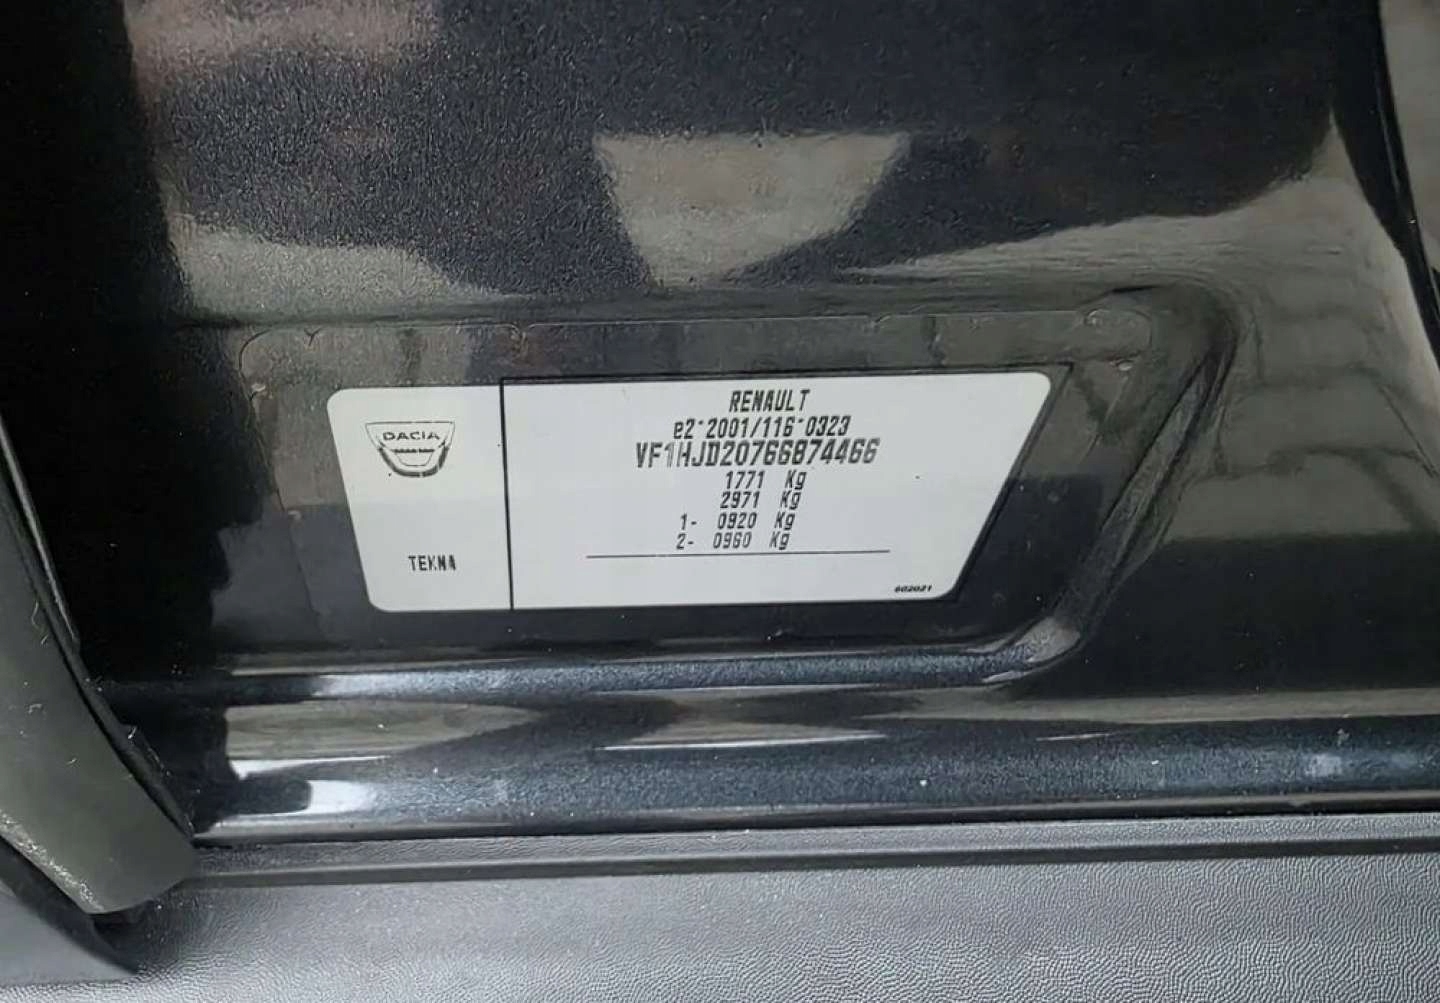 DACIA
TEKNA
RENAULT
e2*2001/116*0323
VF1HJD20766874466
1771 Kg
2971 Kg
1- 0920 Kg
2- 0960 Kg
602021